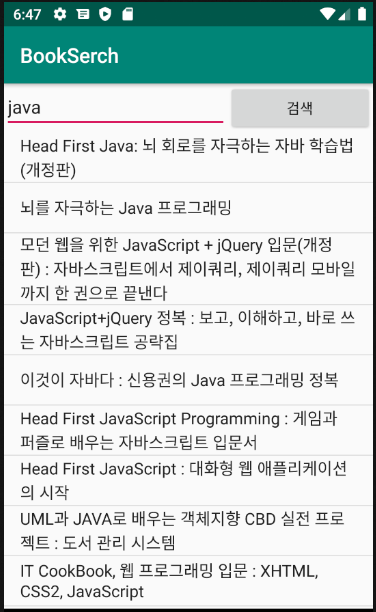 6:47
BookSerch
java
검색
Head First Java: 뇌 회로를 자극하는 자바 학습법
(개정판)
뇌를 자극하는 Java 프로그래밍
모던 웹을 위한 JavaScript + jQuery 입문(개정
판) : 자바스크립트에서 제이쿼리, 제이쿼리 모바일
까지 한 권으로 끝낸다
JavaScript+jQuery 정복 : 보고, 이해하고, 바로 쓰
는 자바스크립트 공략집
이것이 자바다 : 신용권의 Java 프로그래밍 정복
Head First JavaScript Programming : 게임과
퍼즐로 배우는 자바스크립트 입문서
Head First JavaScript : 대화형 웹 애플리케이션
의 시작
UML과 JAVA로 배우는 객체지향 CBD 실전 프로
젝트 : 도서 관리 시스템
IT CookBook, 웹 프로그래밍 입문 : XHTML,
CSS2, JavaScript